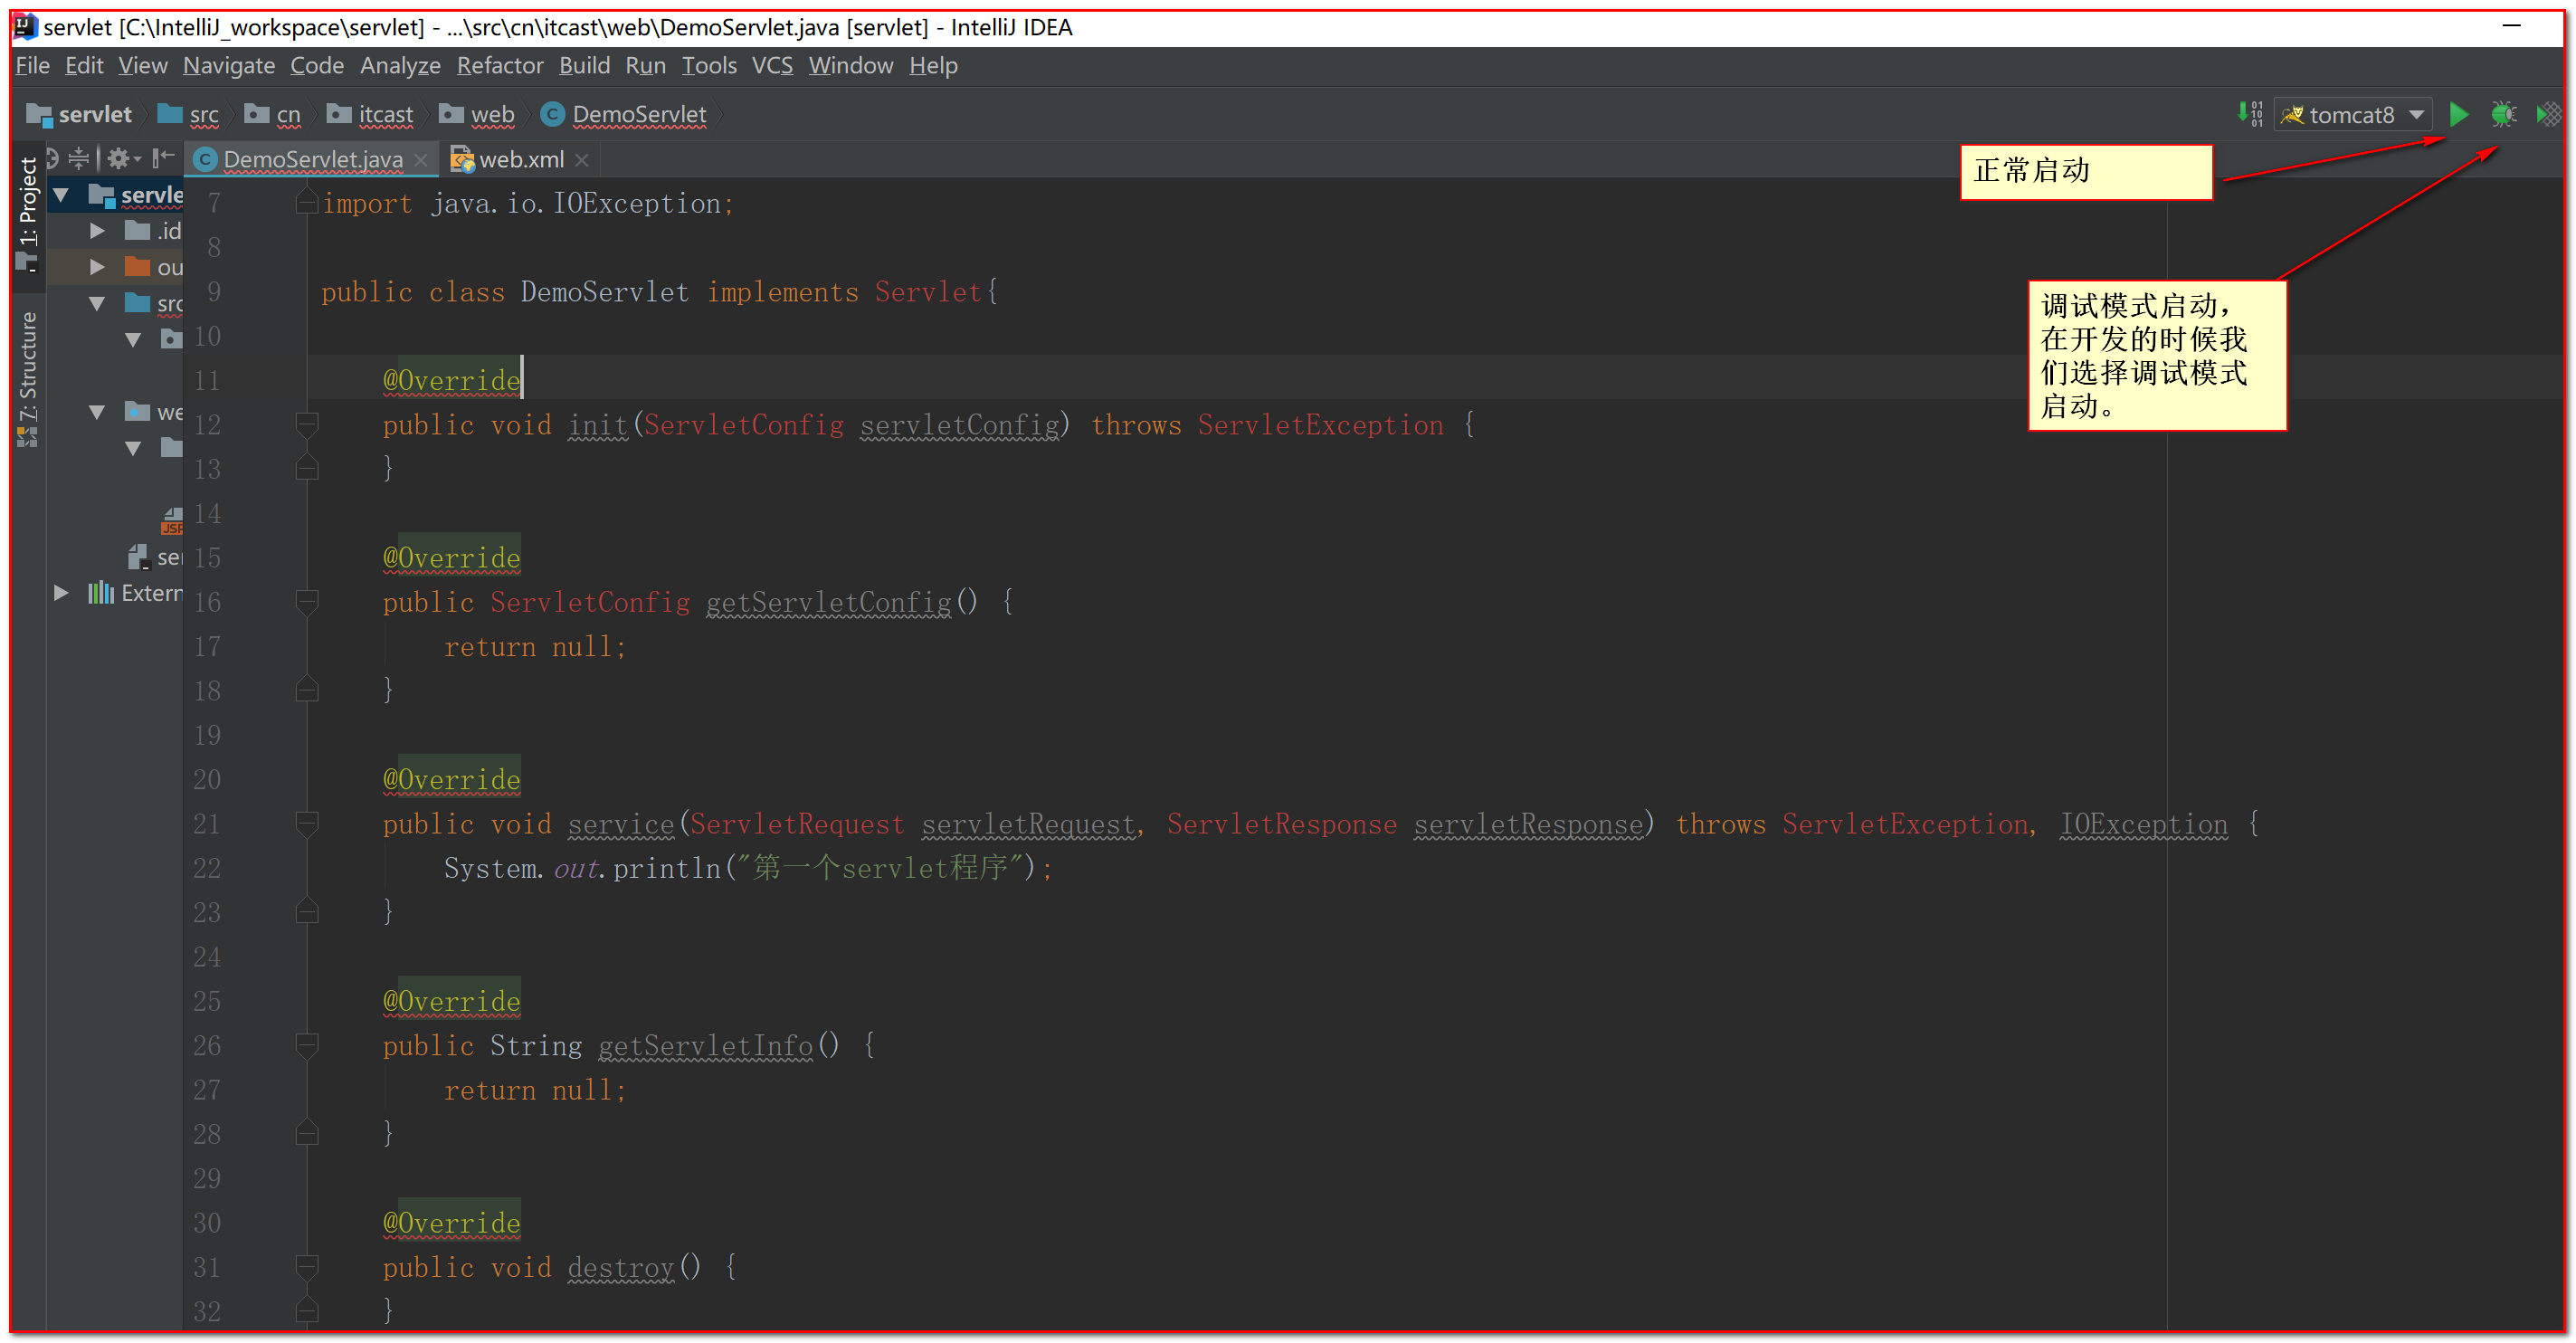 servlet [C:\IntelliJ_workspace\servlet] - ...\src\cn\itcast\web\DemoServlet.java [servlet] - IntelliJ IDEA
File Edit View Navigate Code Analyze Refactor Build Run Tools VCS Window Help
servlet src cn itcast web DemoServlet tomcat8
1: Project
7: Structure
DemoServlet.java web.xml
servle
.id
ou
src
we
JSP
ser
Extern
正常启动
调试模式启动，
在开发的时候我
们选择调试模式
启动。
7 import java.io.IOException;
8
9 public class DemoServlet implements Servlet{
10
11 @Override
12 public void init(ServletConfig servletConfig) throws ServletException {
13 }
14
15 @Override
16 public ServletConfig getServletConfig() {
17 return null;
18 }
19
20 @Override
21 public void service(ServletRequest servletRequest, ServletResponse servletResponse) throws ServletException, IOException {
22 System.out.println("第一个servlet程序");
23 }
24
25 @Override
26 public String getServletInfo() {
27 return null;
28 }
29
30 @Override
31 public void destroy() {
32 }